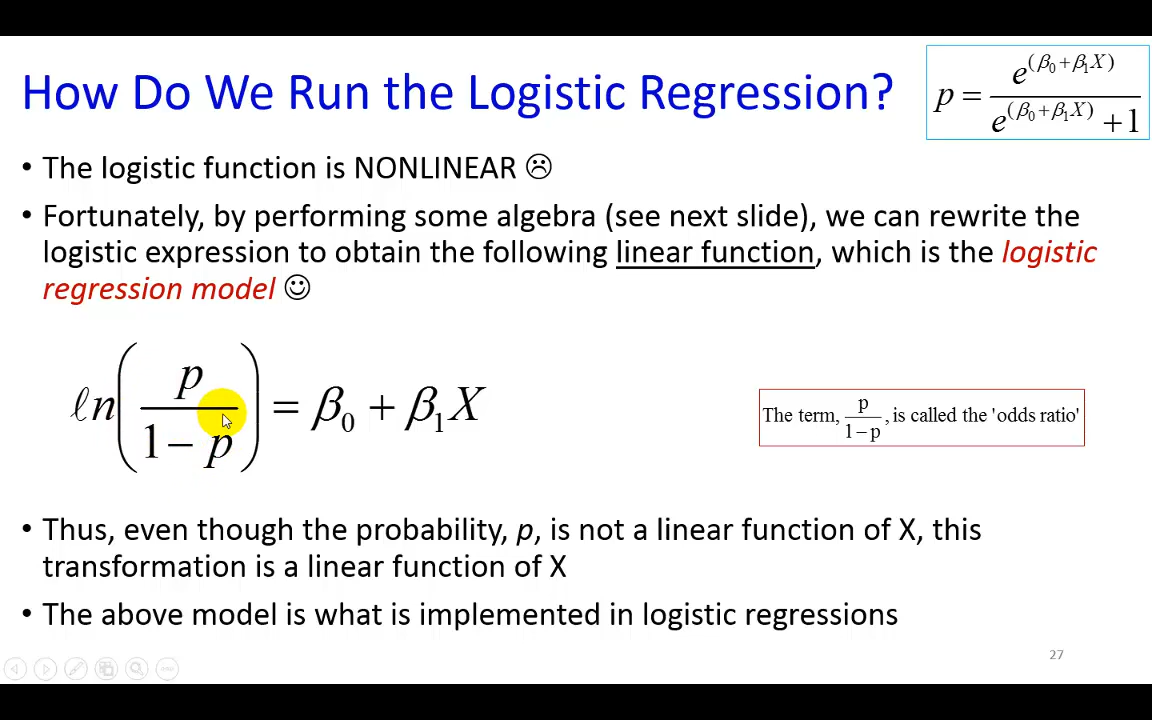 How Do We Run the Logistic Regression?
p = e^(β₀+β₁X) / (e^(β₀+β₁X) + 1)
• The logistic function is NONLINEAR ☹
• Fortunately, by performing some algebra (see next slide), we can rewrite the
logistic expression to obtain the following linear function, which is the logistic
regression model ☺
ℓn(p / (1 − p)) = β₀ + β₁X
The term, p / (1−p), is called the 'odds ratio'
• Thus, even though the probability, p, is not a linear function of X, this
transformation is a linear function of X
• The above model is what is implemented in logistic regressions
27